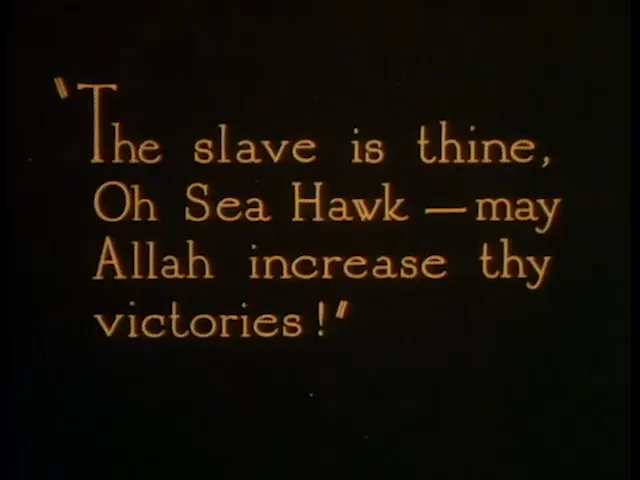 "The slave is thine,
Oh Sea Hawk — may
Allah increase thy
victories!"